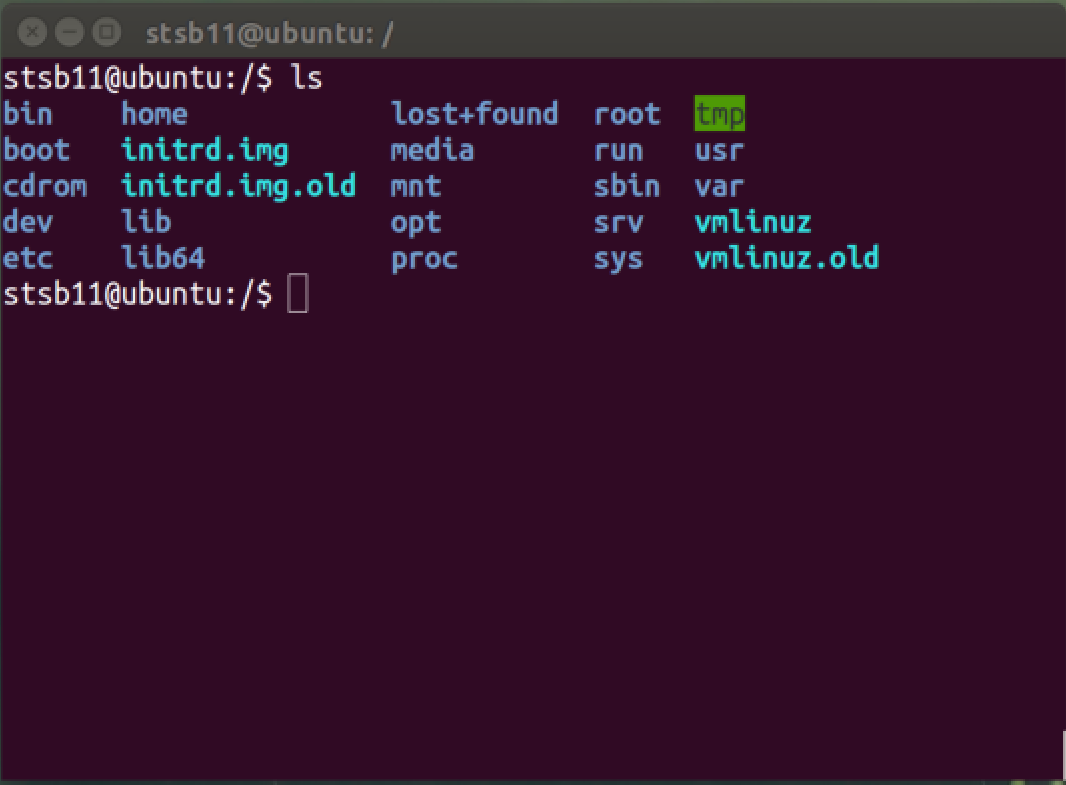 stsb11@ubuntu: /
stsb11@ubuntu:/$ ls
bin home lost+found root tmp
boot initrd.img media run usr
cdrom initrd.img.old mnt sbin var
dev lib opt srv vmlinuz
etc lib64 proc sys vmlinuz.old
stsb11@ubuntu:/$